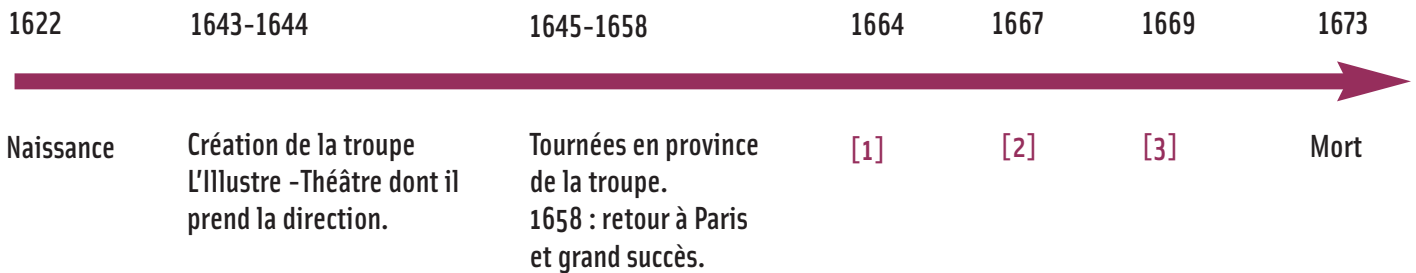 1622 1643-1644 1645-1658 1664 1667 1669 1673
Naissance
Création de la troupe
L'Illustre -Théâtre dont il
prend la direction.
Tournées en province
de la troupe.
1658 : retour à Paris
et grand succès.
[1]
[2]
[3]
Mort